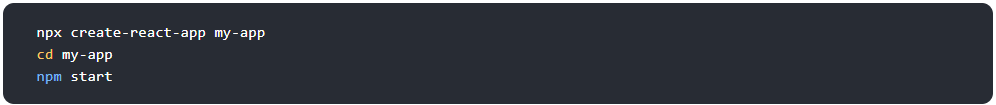 npx create-react-app my-app
cd my-app
npm start